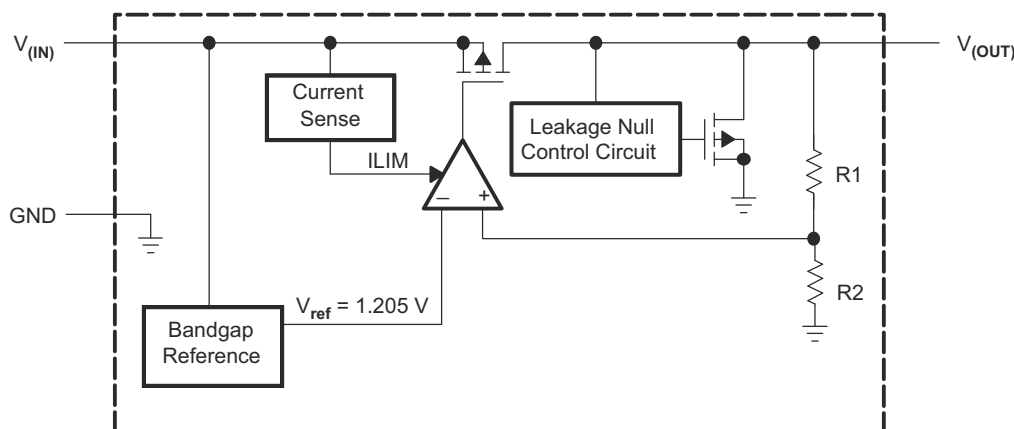 V(IN)
V(OUT)
Current
Sense
Leakage Null
Control Circuit
ILIM
R1
− +
GND
R2
Vref = 1.205 V
Bandgap
Reference